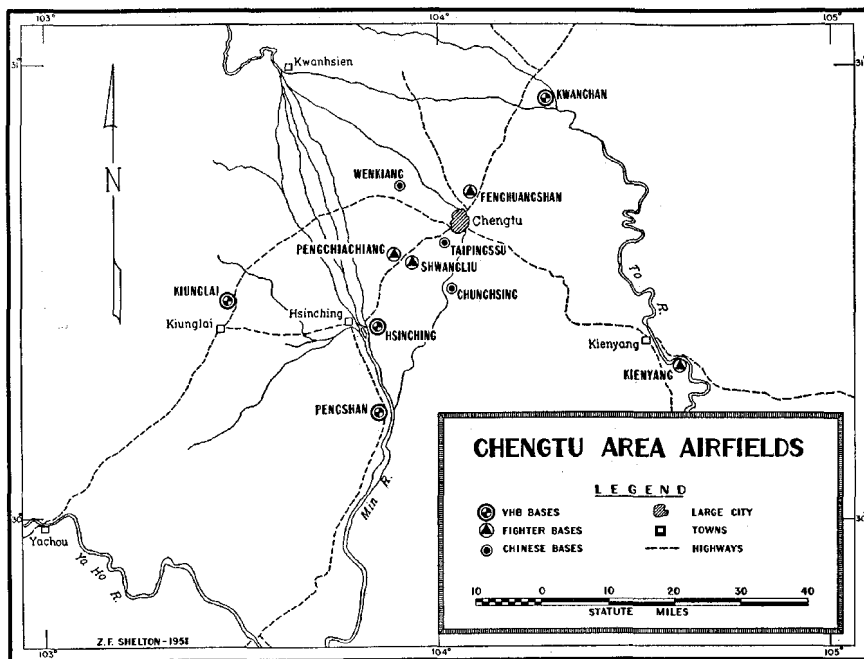 103°
104°
105°
31°
31°
Kwanhsien
KWANCHAN
N
WENKIANG
FENGHUANGSHAN
Chengtu
TAIPINGSSU
PENGCHIACHIANG
SHWANGLIU
KIUNGLAI
CHUNGHSING
To R.
Hsinching
Kiunglai
HSINCHING
Kienyang
KIENYANG
PENGSHAN
Min R.
30
30°
Yachou
Ya Ho R.
CHENGTU AREA AIRFIELDS
LEGEND
VHB BASES
LARGE CITY
FIGHTER BASES
TOWNS
CHINESE BASES
HIGHWAYS
10 0 10 20 30 40
STATUTE MILES
Z.F. SHELTON-1951
103°
104°
105°